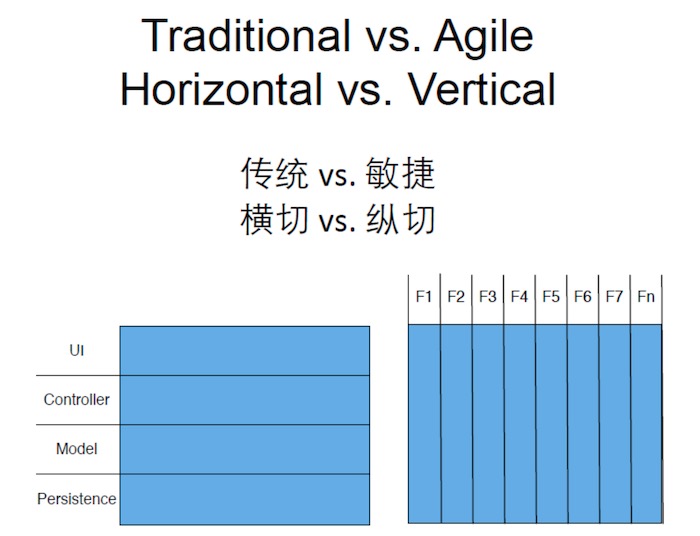 Traditional vs. Agile
Horizontal vs. Vertical
传统 vs. 敏捷
横切 vs. 纵切
UI
Controller
Model
Persistence
F1 F2 F3 F4 F5 F6 F7 Fn